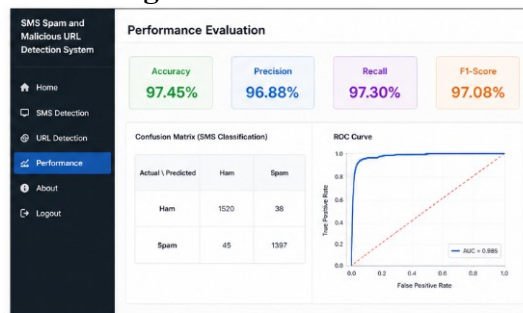 SMS Spam and
Malicious URL
Detection System
Home
SMS Detection
URL Detection
Performance
About
Logout
Performance Evaluation
Accuracy
97.45%
Precision
96.88%
Recall
97.30%
F1-Score
97.08%
Confusion Matrix (SMS Classification)
Actual \ Predicted Ham Spam
Ham 1520 38
Spam 45 1397
ROC Curve
True Positive Rate
1.0
0.8
0.6
0.4
0.2
0.0
0.0 0.2 0.4 0.6 0.8 1.0
AUC = 0.985
False Positive Rate